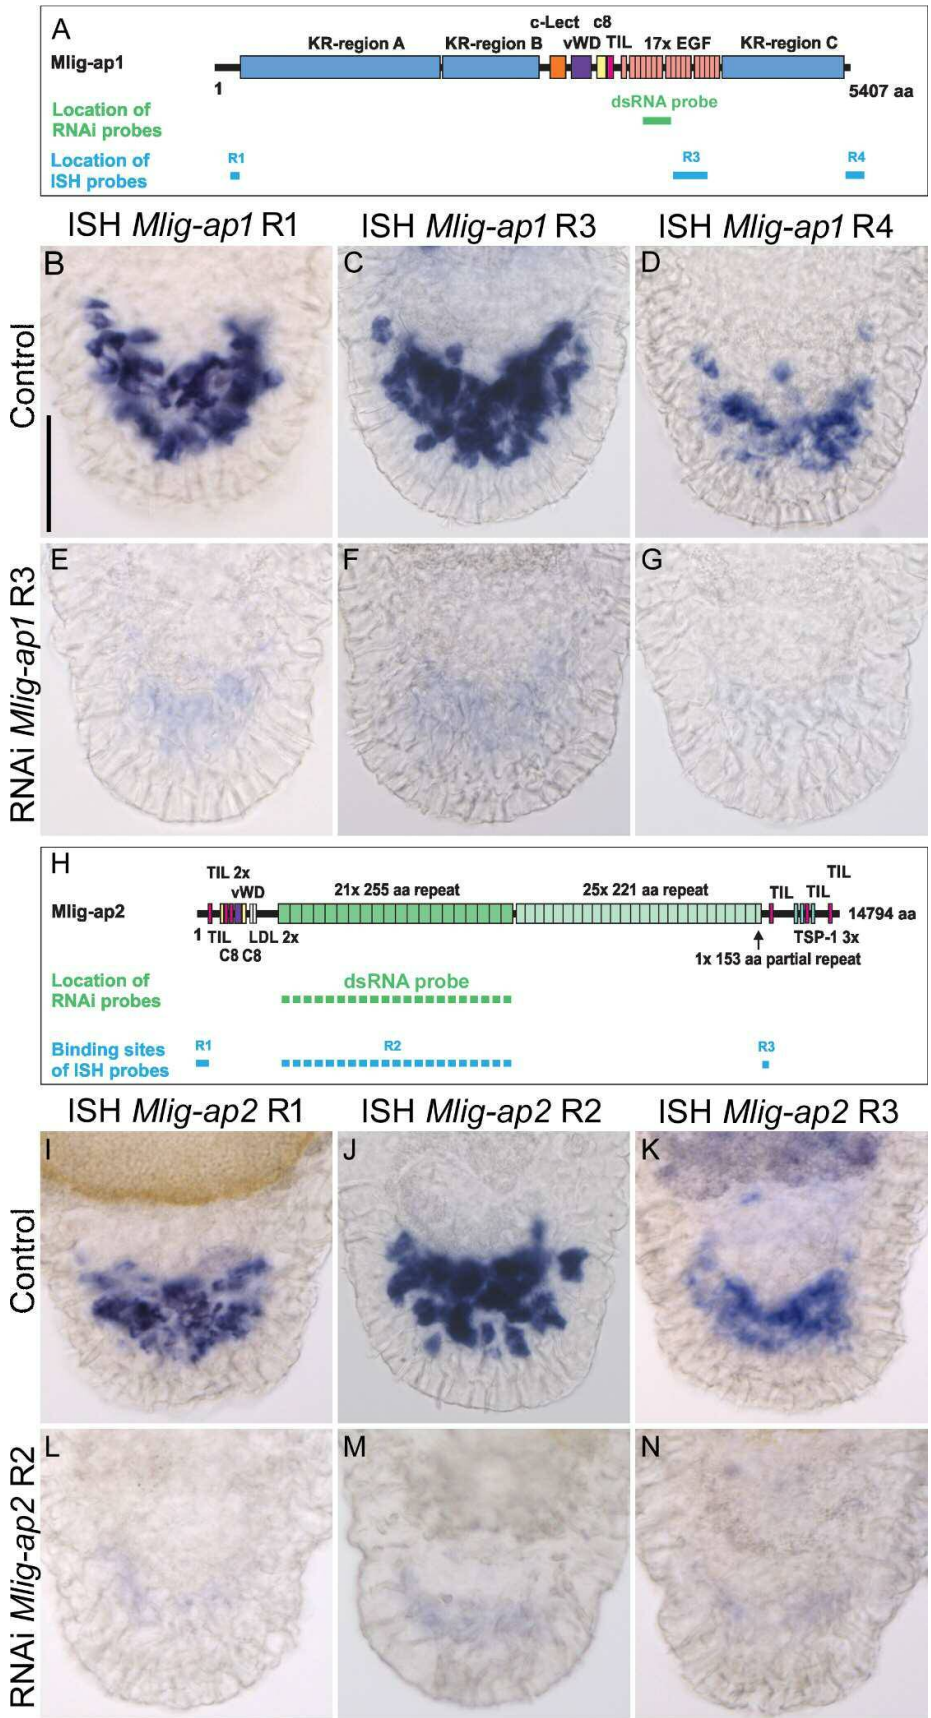 A
c-Lect c8
KR-region A KR-region B vWD TIL 17x EGF KR-region C
Mlig-ap1
1 5407 aa
Location of RNAi probes
dsRNA probe
Location of ISH probes
R1 R3 R4
ISH Mlig-ap1 R1 ISH Mlig-ap1 R3 ISH Mlig-ap1 R4
Control
B C D
RNAi Mlig-ap1 R3
E F G
H
TIL 2x TIL
vWD 21x 255 aa repeat 25x 221 aa repeat TIL TIL
Mlig-ap2 14794 aa
1 TIL LDL 2x TSP-1 3x
C8 C8 1x 153 aa partial repeat
Location of RNAi probes
dsRNA probe
Binding sites of ISH probes
R1 R2 R3
ISH Mlig-ap2 R1 ISH Mlig-ap2 R2 ISH Mlig-ap2 R3
Control
I J K
RNAi Mlig-ap2 R2
L M N